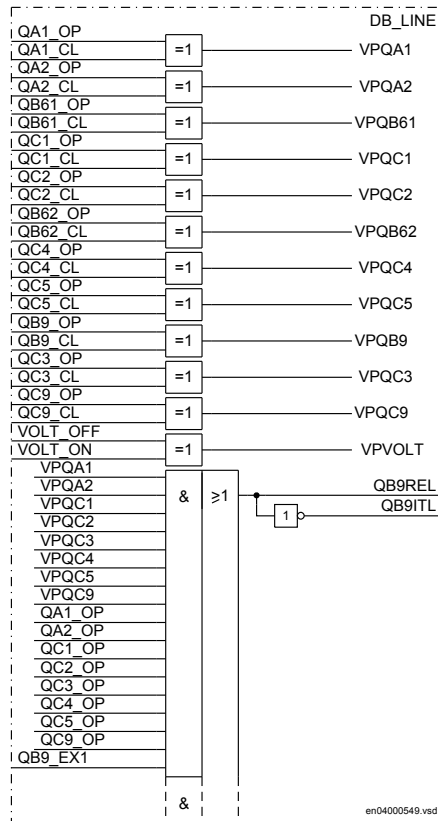 DB_LINE
QA1_OP
QA1_CL =1 VPQA1
QA2_OP
QA2_CL =1 VPQA2
QB61_OP
QB61_CL =1 VPQB61
QC1_OP
QC1_CL =1 VPQC1
QC2_OP
QC2_CL =1 VPQC2
QB62_OP
QB62_CL =1 VPQB62
QC4_OP
QC4_CL =1 VPQC4
QC5_OP
QC5_CL =1 VPQC5
QB9_OP
QB9_CL =1 VPQB9
QC3_OP
QC3_CL =1 VPQC3
QC9_OP
QC9_CL =1 VPQC9
VOLT_OFF
VOLT_ON =1 VPVOLT
VPQA1
VPQA2 & ≥1 QB9REL
VPQC1 1 QB9ITL
VPQC2
VPQC3
VPQC4
VPQC5
VPQC9
QA1_OP
QA2_OP
QC1_OP
QC2_OP
QC3_OP
QC4_OP
QC5_OP
QC9_OP
QB9_EX1
&
en04000549.vsd